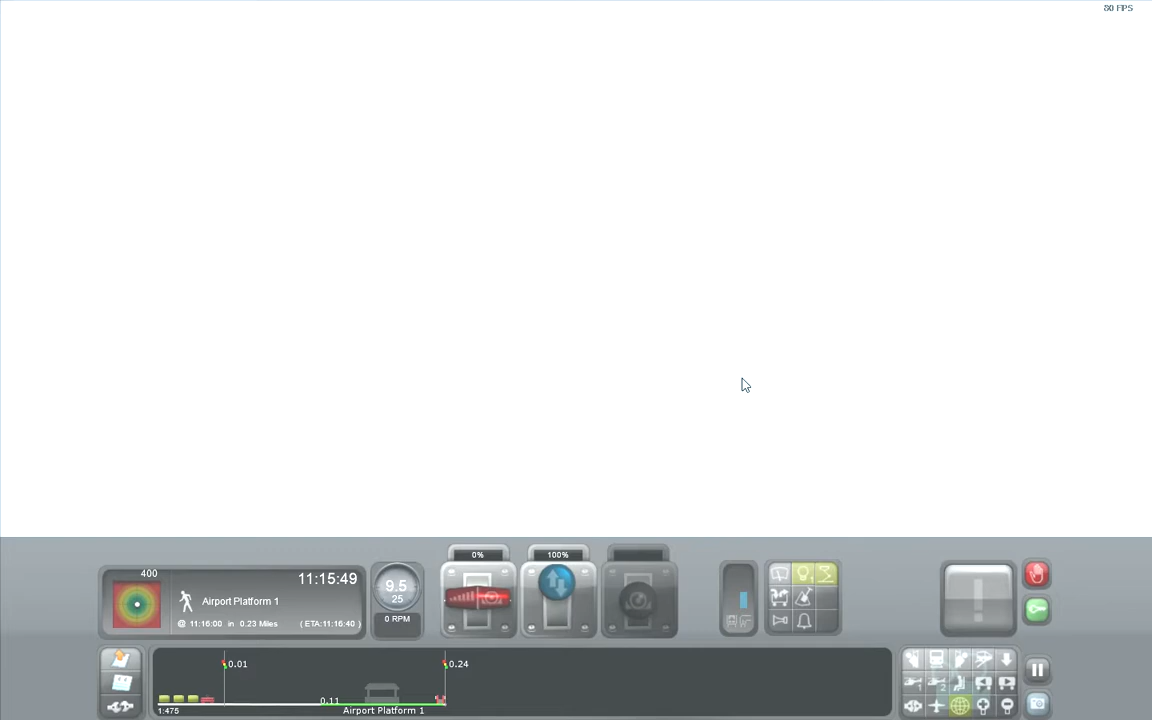 80 FPS
0%
100%
400
11:15:49
Airport Platform 1
@ 11:16:00 in 0.23 Miles
( ETA:11:16:40 )
9.5
25
0 RPM
0.01
0.24
0.11
1:475
Airport Platform 1
1
2